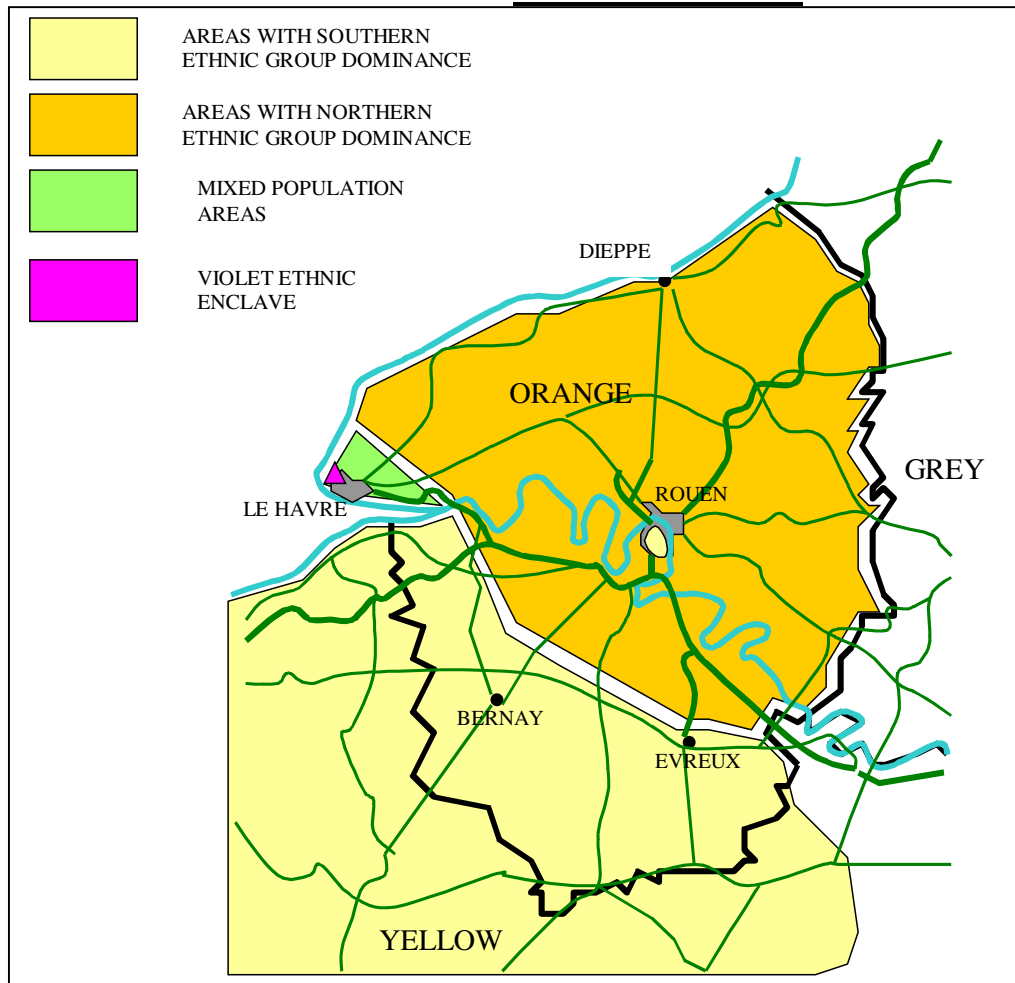 AREAS WITH SOUTHERN
ETHNIC GROUP DOMINANCE
AREAS WITH NORTHERN
ETHNIC GROUP DOMINANCE
MIXED POPULATION
AREAS
VIOLET ETHNIC
ENCLAVE
DIEPPE
ORANGE
GREY
ROUEN
LE HAVRE
BERNAY
EVREUX
YELLOW